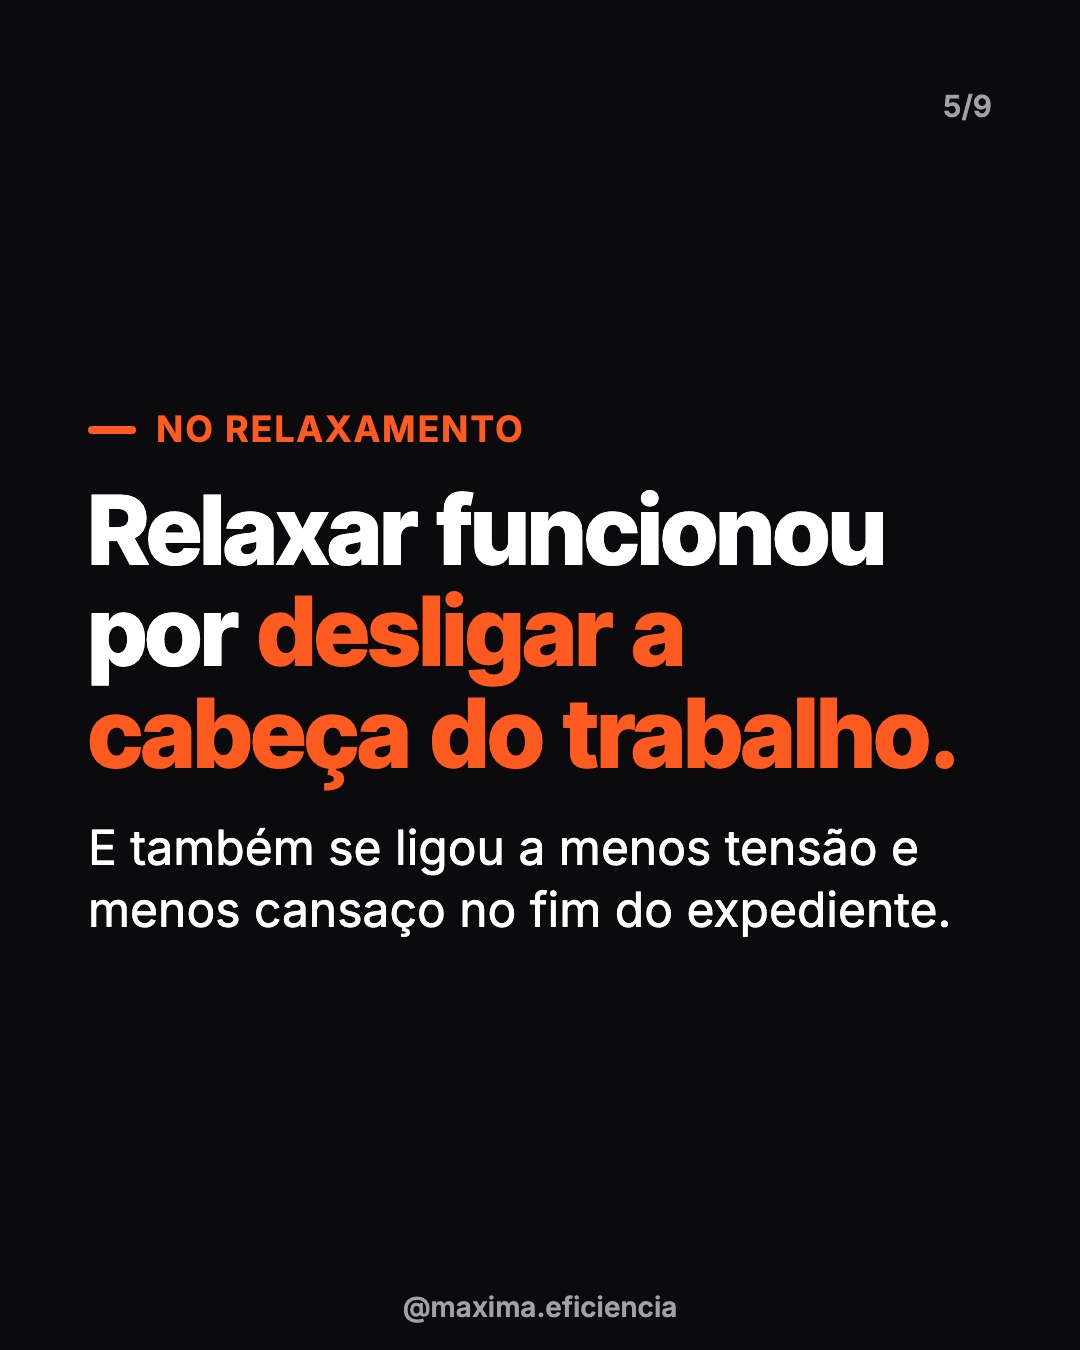 5/9
NO RELAXAMENTO
Relaxar funcionou
por desligar a
cabeça do trabalho.
E também se ligou a menos tensão e
menos cansaço no fim do expediente.
@maxima.eficiencia